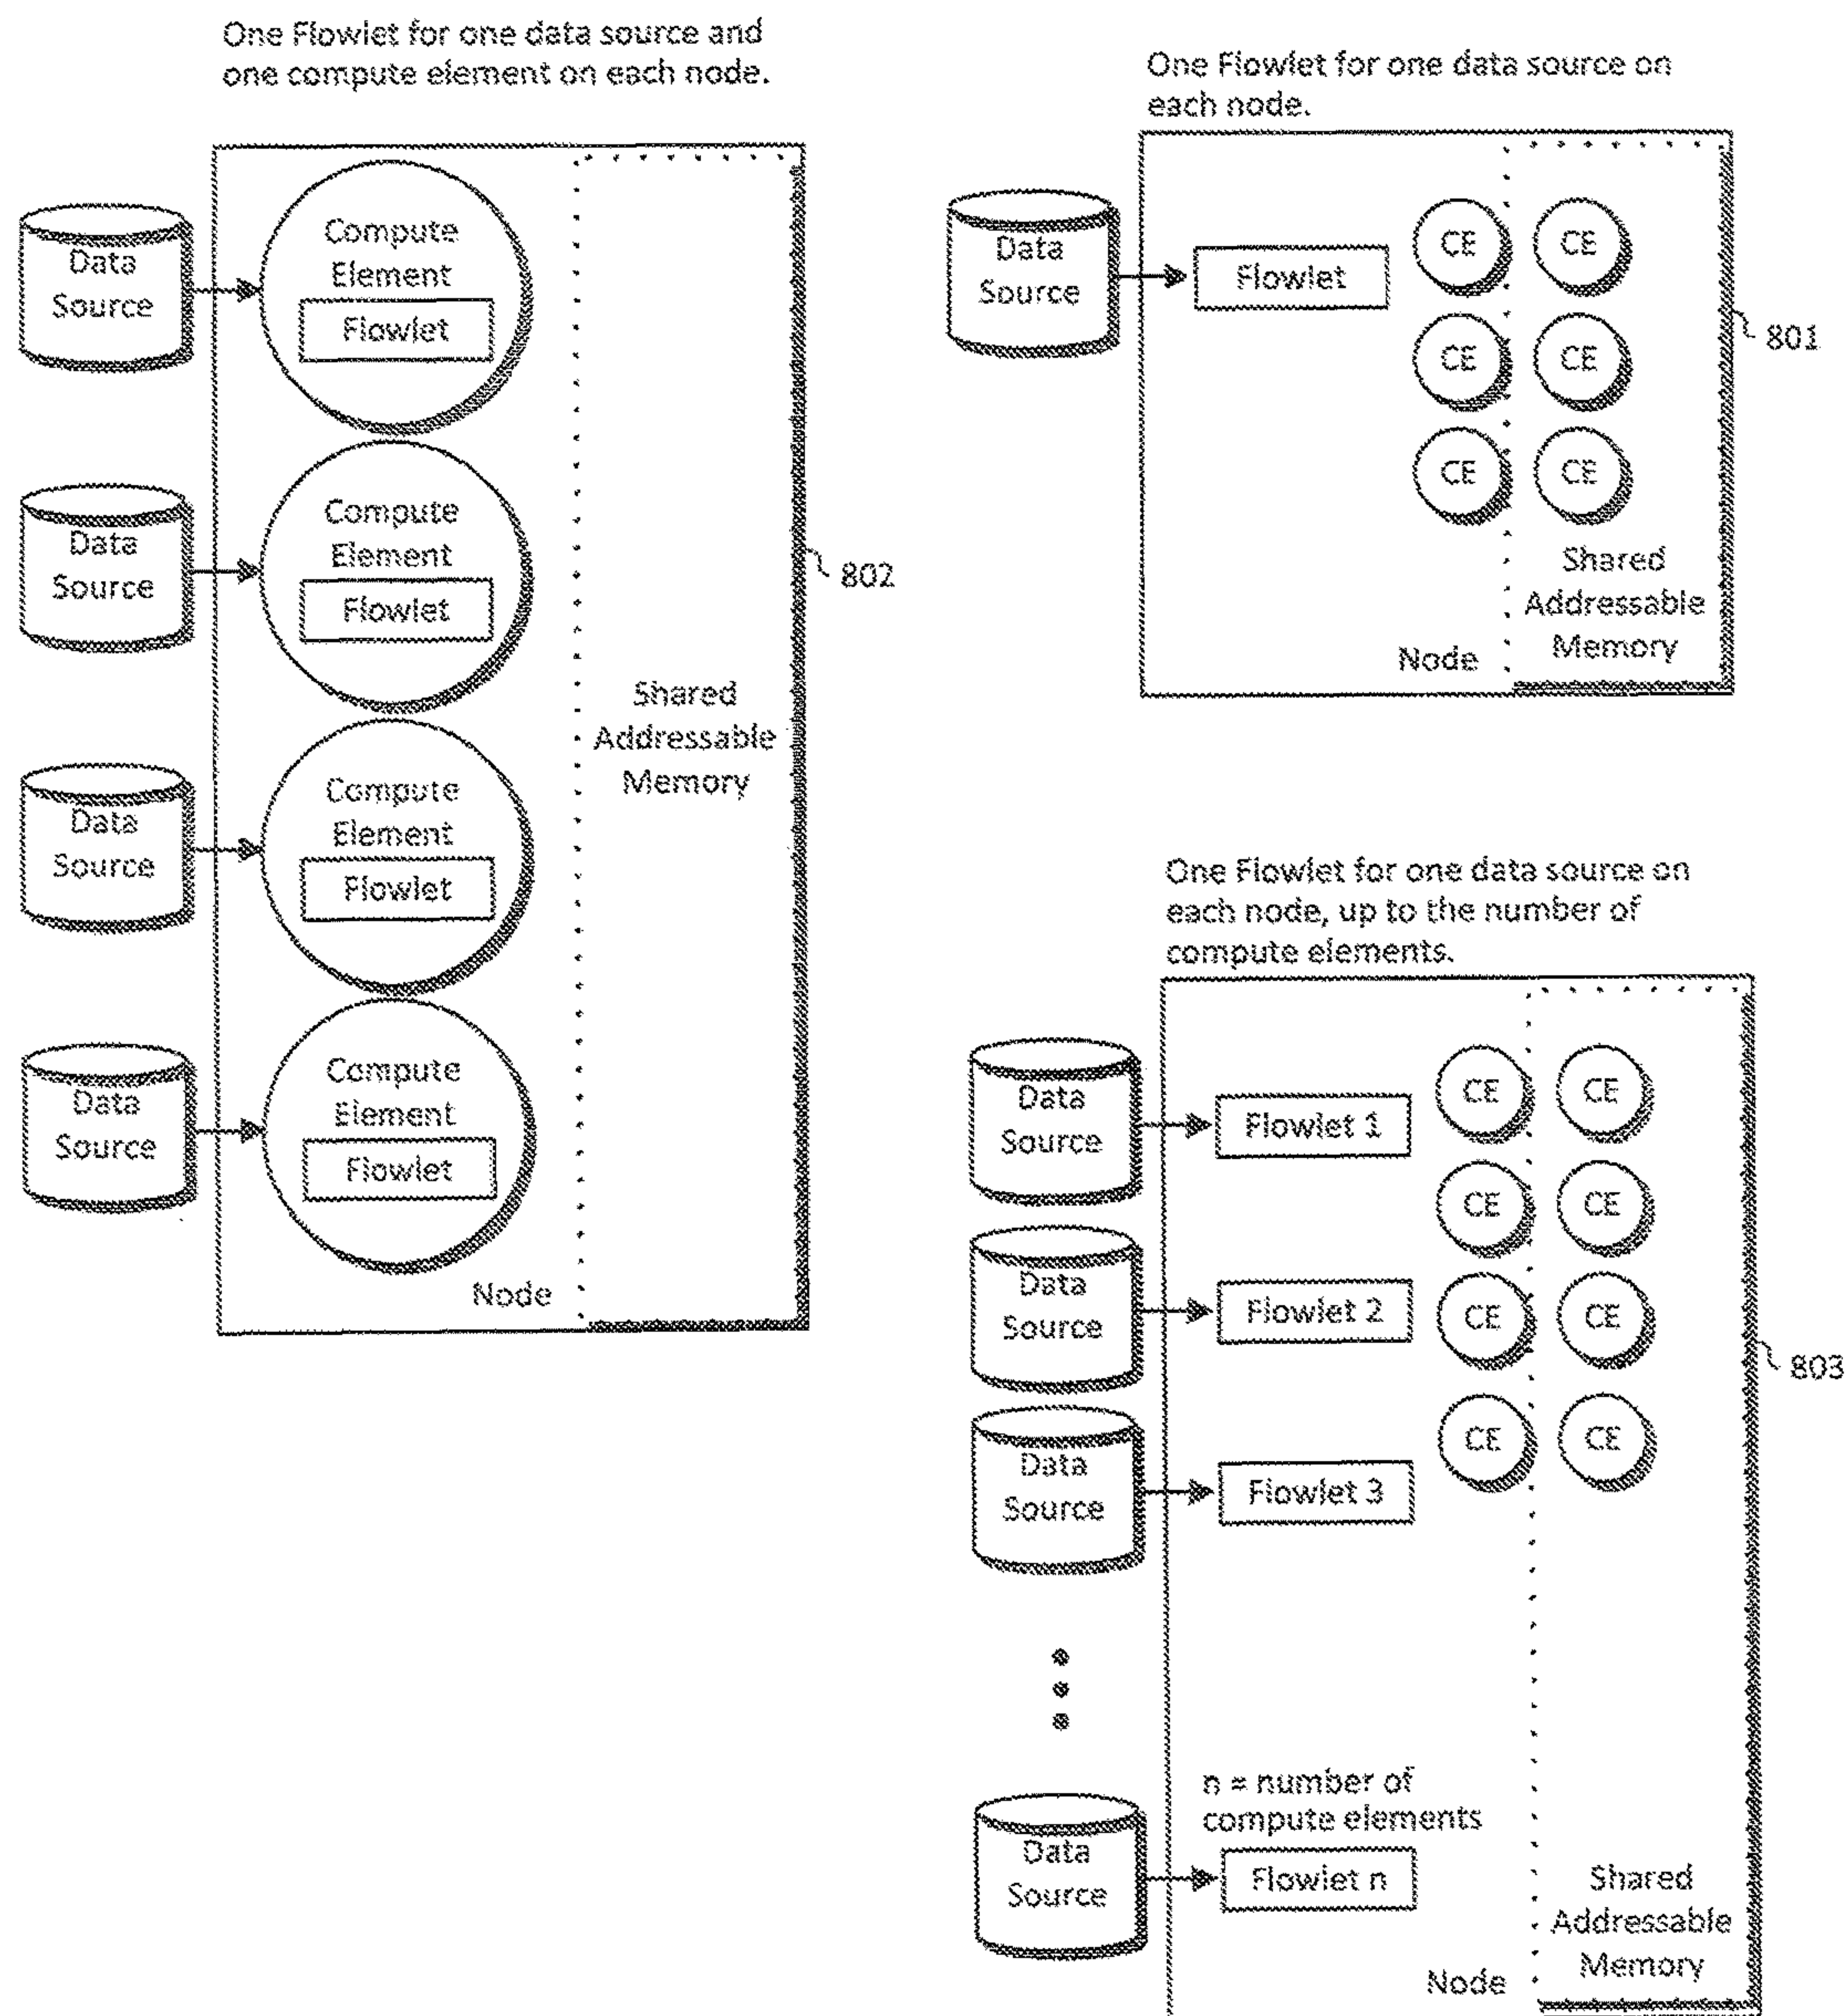 One Flowlet for one data source and
one compute element on each node.
Data
Source
Compute
Element
Flowlet
Data
Source
Compute
Element
Flowlet
Data
Source
Compute
Element
Flowlet
Data
Source
Compute
Element
Flowlet
Shared
Addressable
Memory
Node
802
One Flowlet for one data source on
each node.
Data
Source
Flowlet
CE CE
CE CE
CE CE
Shared
Addressable
Memory
Node
801
One Flowlet for one data source on
each node, up to the number of
compute elements.
Data
Source
Flowlet 1
CE CE
CE CE
Data
Source
Flowlet 2
CE CE
803
Data
Source
Flowlet 3
CE CE
n = number of
compute elements
Data
Source
Flowlet n
Shared
Addressable
Memory
Node